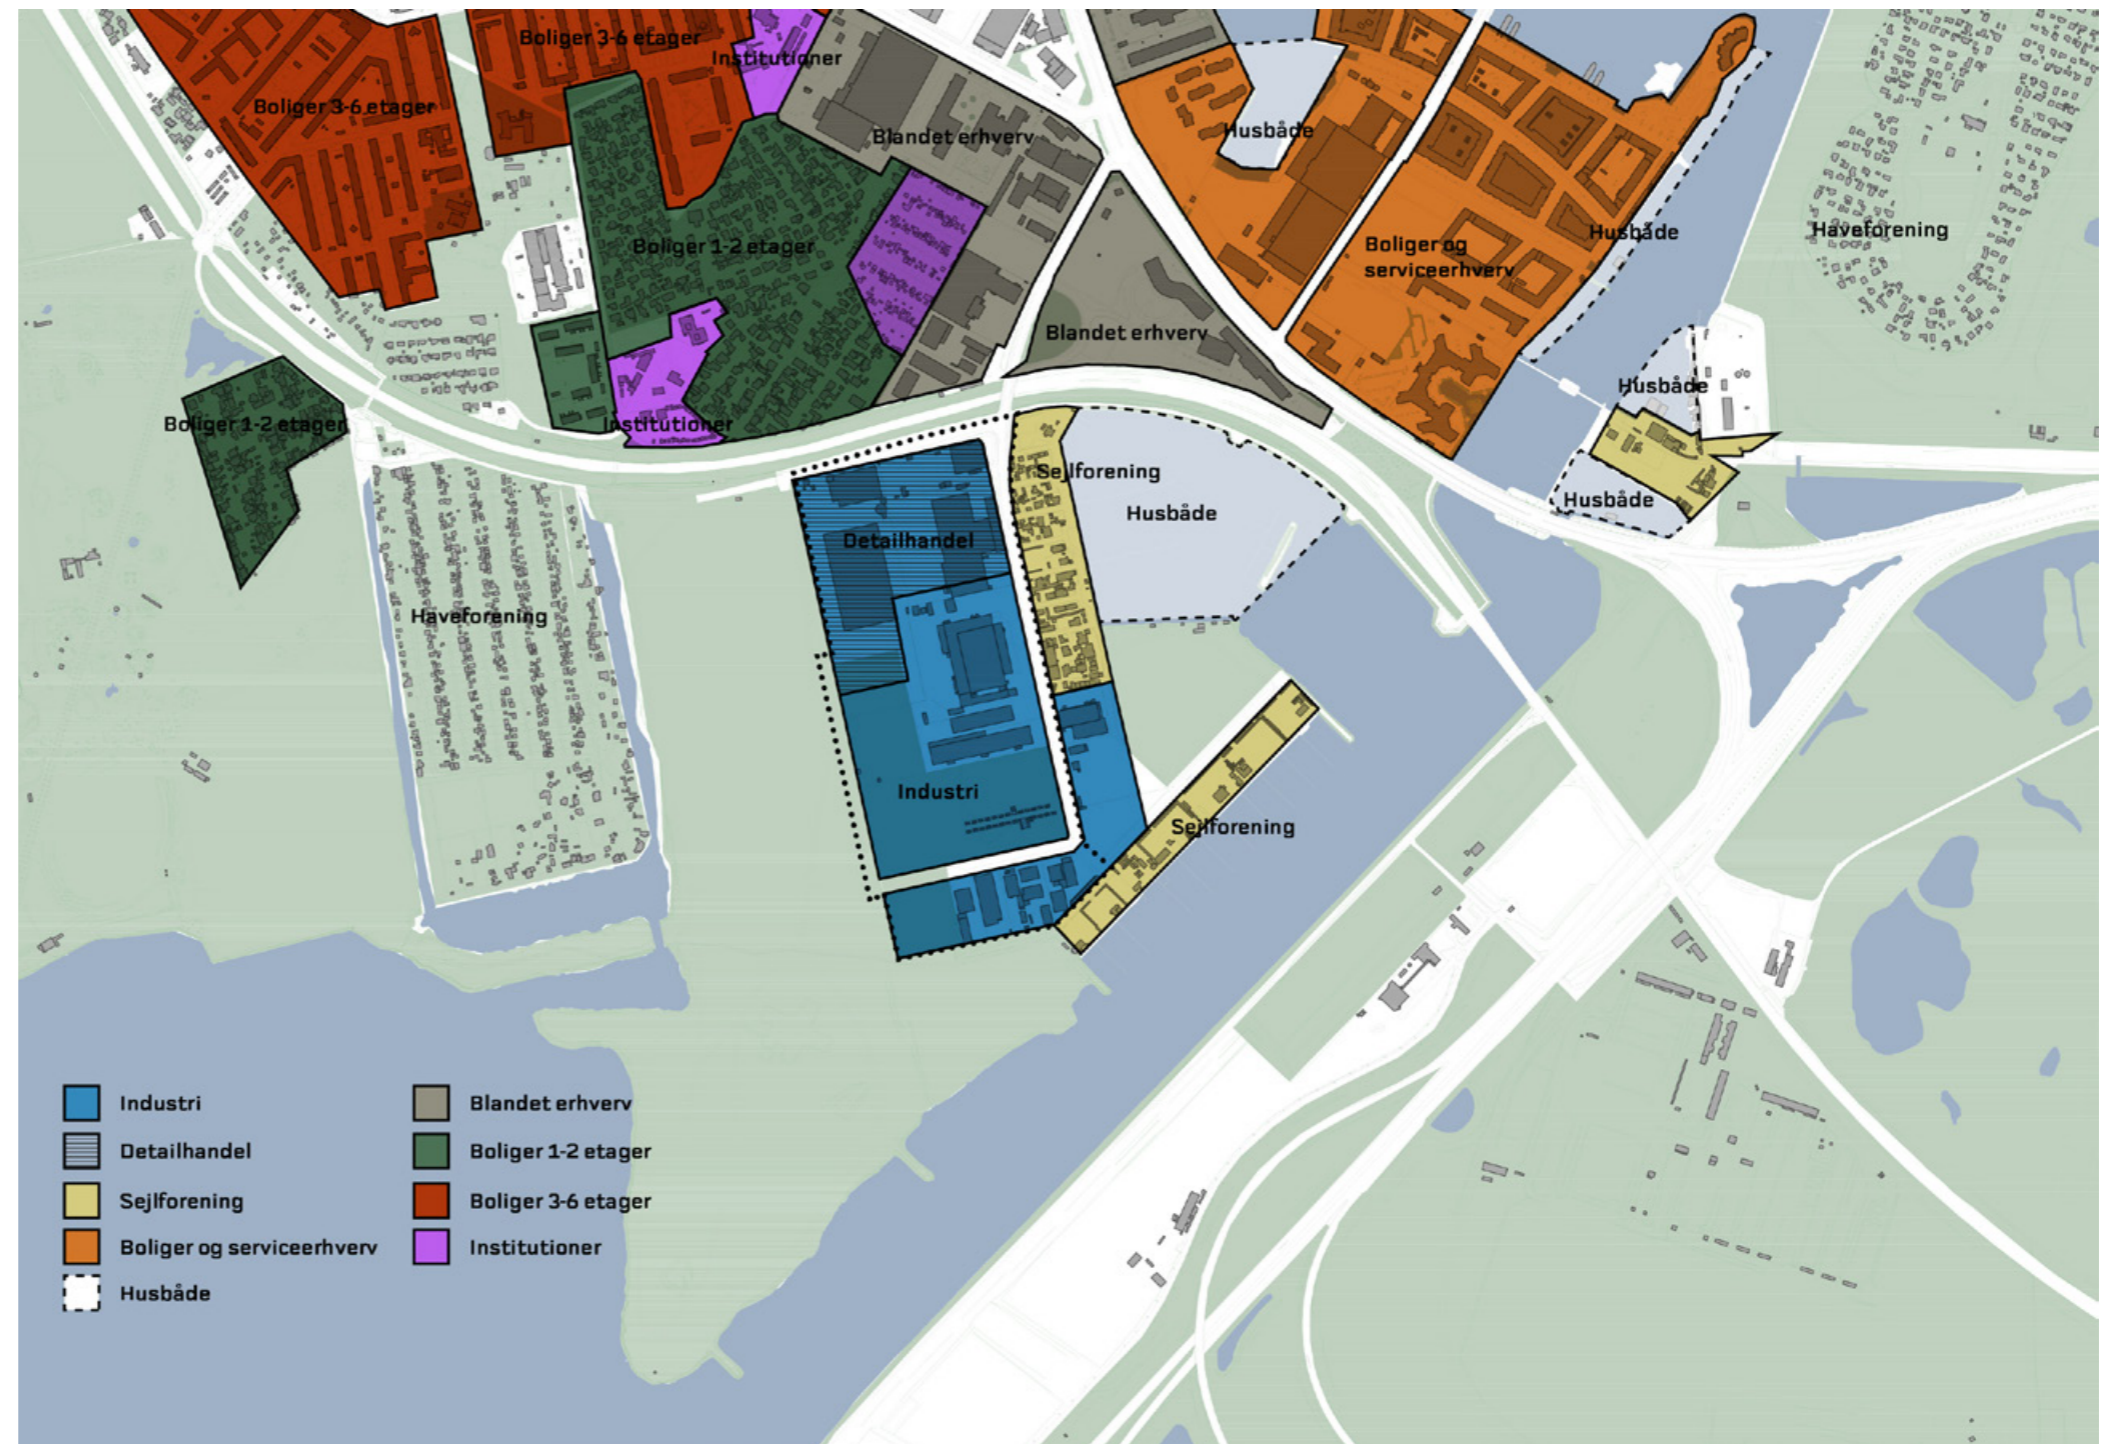 Boliger 3-6 etager
Institutioner
Boliger 3-6 etager
Blandet erhverv
Husbåde
Boliger 1-2 etager
Boliger og
serviceerhverv
Husbåde
Haveforening
Blandet erhverv
Husbåde
Boliger 1-2 etager
Institutioner
Sejlforening
Husbåde
Husbåde
Detailhandel
Haveforening
Industri
Sejlforening
Industri
Detailhandel
Sejlforening
Boliger og serviceerhverv
Husbåde
Blandet erhverv
Boliger 1-2 etager
Boliger 3-6 etager
Institutioner